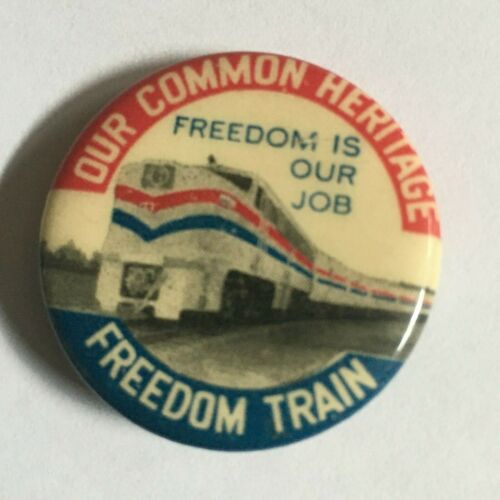 OUR COMMON HERITAGE
FREEDOM IS
OUR
JOB
FREEDOM TRAIN